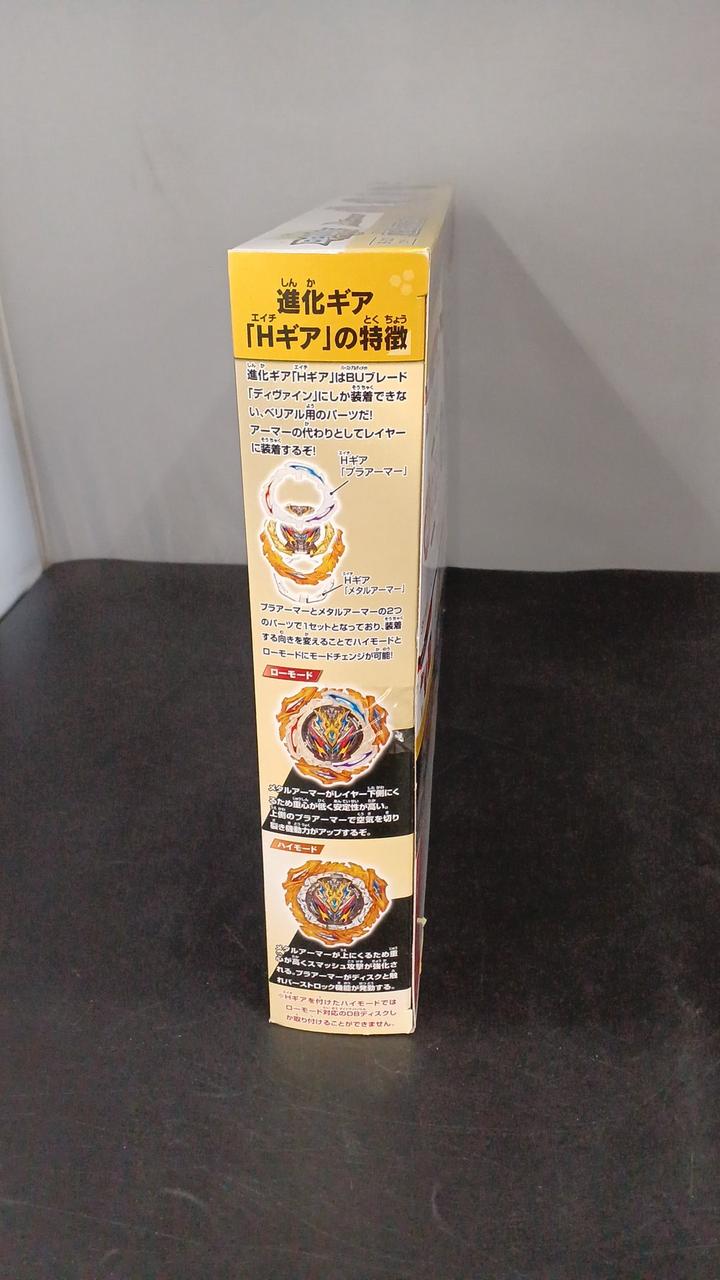 進化ギア
「Hギア」の特徴
進化ギア「Hギア」はBUブレード
「ディヴァイン」にしか装着できな
い、ベリアル用のパーツだ!
アーマーの代わりとしてレイヤー
に装着するぞ!
Hギア
「プラアーマー」
Hギア
「メタルアーマー」
プラアーマーとメタルアーマーの2つ
のパーツで1セットとなっており、装着
する向きを変えることでハイモードと
ローモードにモードチェンジが可能!
ローモード
メタルアーマーがレイヤー下側にく
るため重心が低く安定性が高い。
上側のプラアーマーで空気を切り
裂き機動力がアップするぞ。
ハイモード
メタルアーマーが上にくるため重
心が高くスマッシュ攻撃が強化さ
れる。プラアーマーがディスクと触
れバーストロック機能が発動する。
※Hギアを付けたハイモードでは
ローモード対応のDBディスクし
か取り付けることができません。